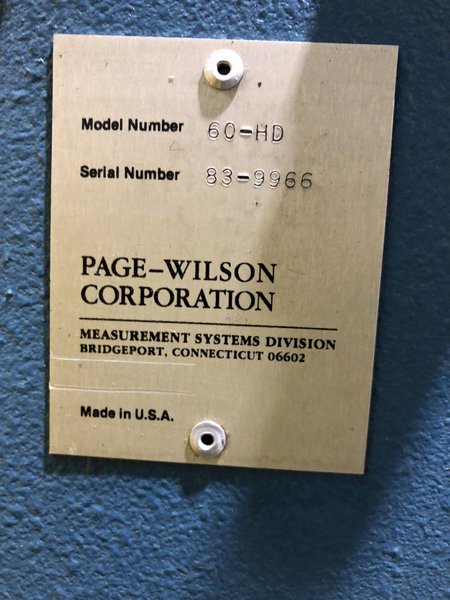 Model Number 60-HD
Serial Number 83-9966
PAGE-WILSON
CORPORATION
MEASUREMENT SYSTEMS DIVISION
BRIDGEPORT, CONNECTICUT 06602
Made in U.S.A.